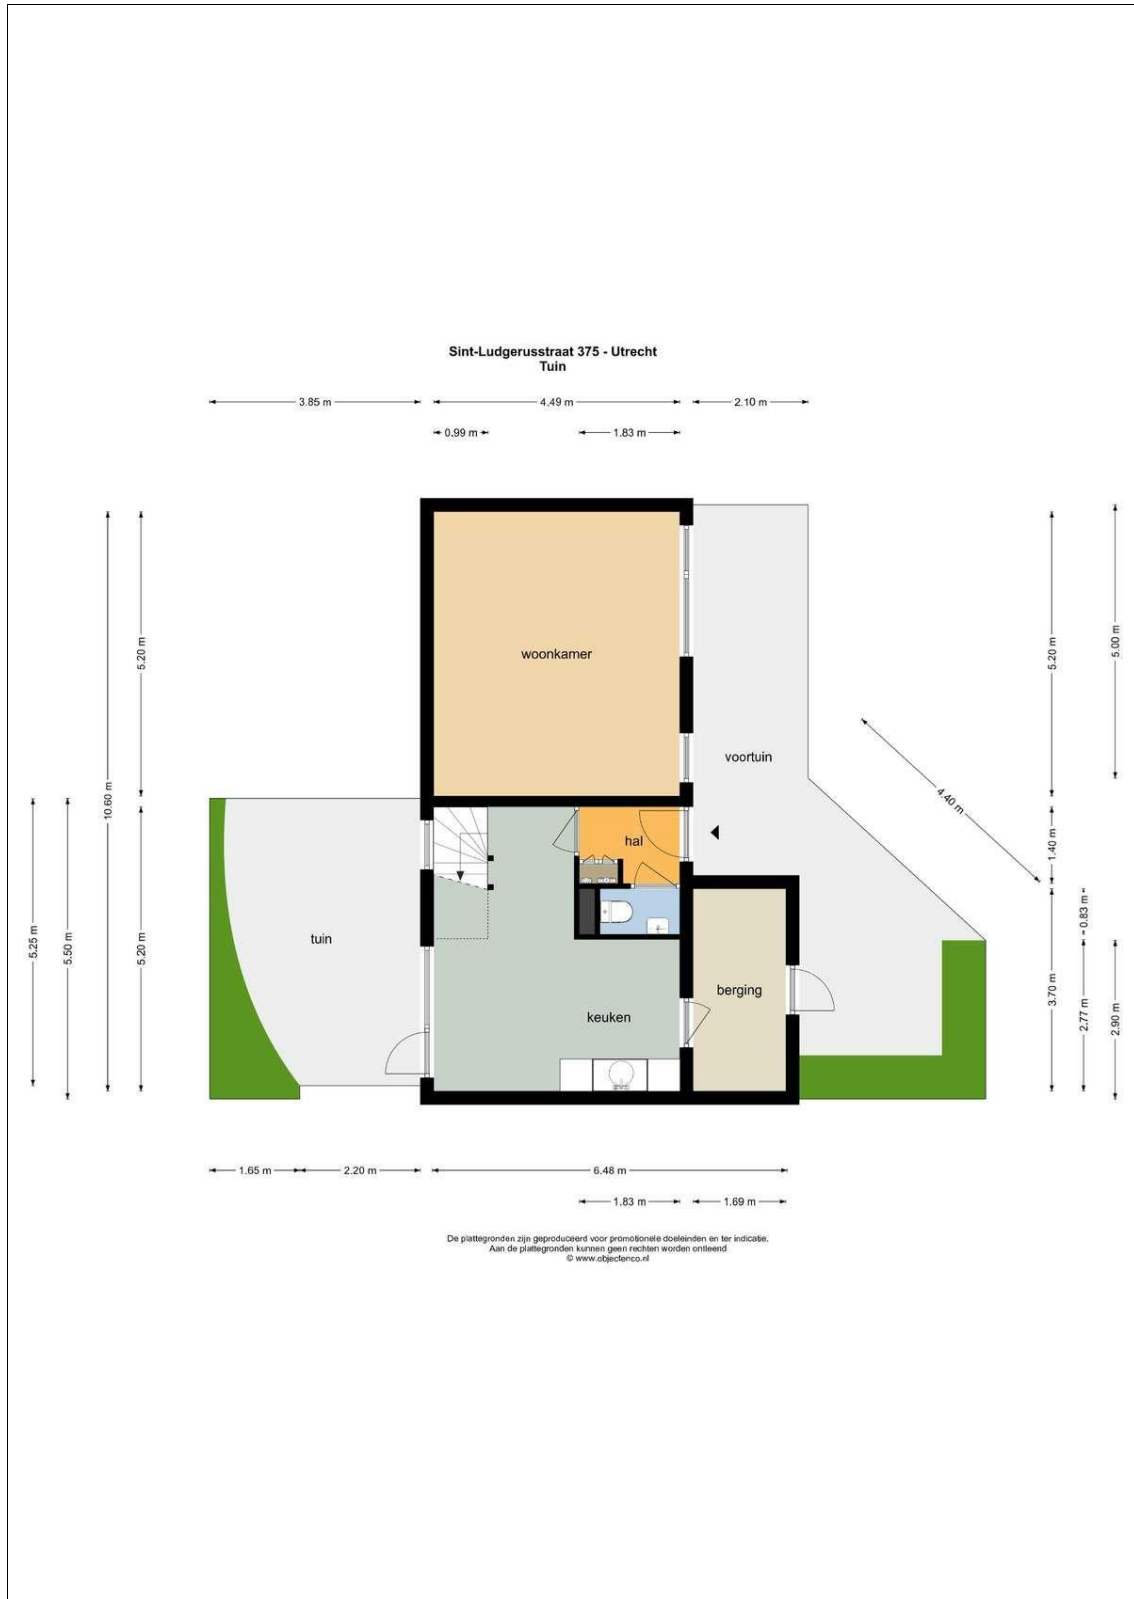 Sint-Ludgerusstraat 375 - Utrecht
Tuin
3.85 m
4.49 m
2.10 m
0.99 m
1.83 m
woonkamer
voortuin
hal
tuin
berging
keuken
5.25 m
5.50 m
10.60 m
5.20 m
5.20 m
5.20 m
5.00 m
4.40 m
1.40 m
0.83 m
3.70 m
2.77 m
2.90 m
1.65 m
2.20 m
6.48 m
1.83 m
1.69 m
De plattegronden zijn geproduceerd voor promotionele doeleinden en ter indicatie.
Aan de plattegronden kunnen geen rechten worden ontleend
© www.objectenco.nl